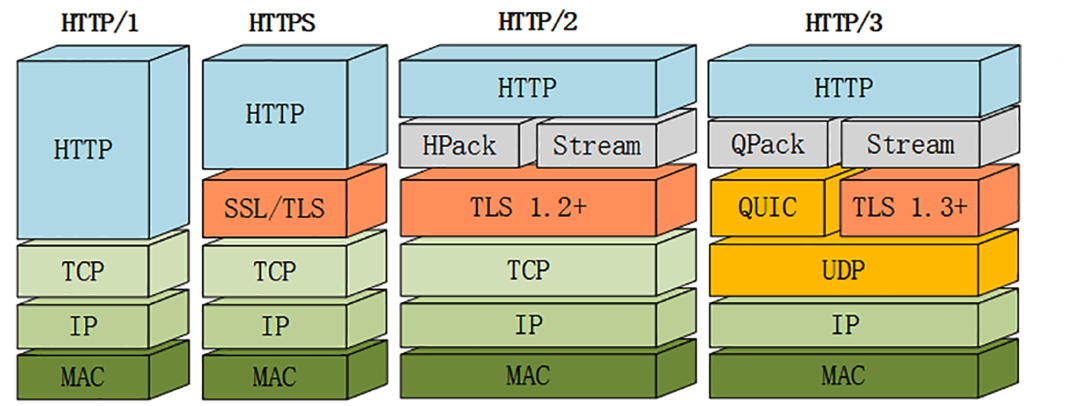 HTTP/1 HTTPS HTTP/2 HTTP/3
HTTP HTTP HTTP HTTP
HPack Stream QPack Stream
SSL/TLS TLS 1.2+ QUIC TLS 1.3+
TCP TCP TCP UDP
IP IP IP IP
MAC MAC MAC MAC